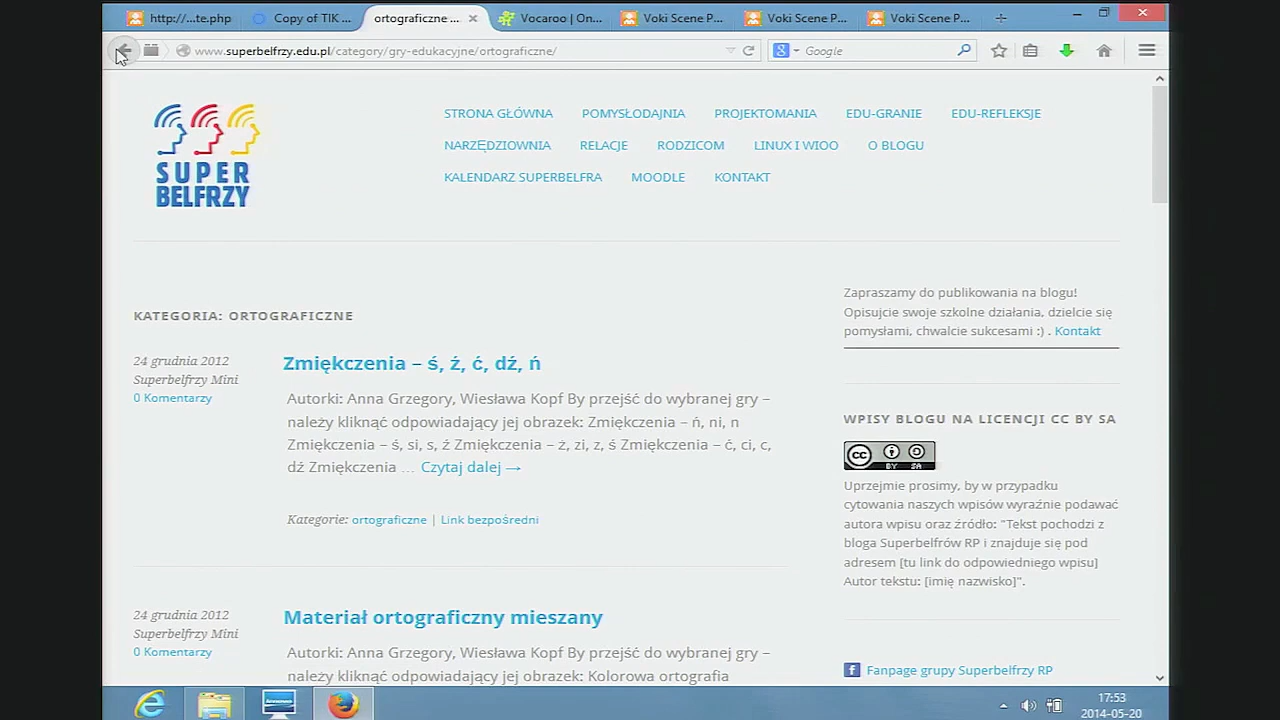 http://...te.php
Copy of TIK ...
ortograficzne ...
Vocaroo | On...
Voki Scene P...
Voki Scene P...
Voki Scene P...
www.superbelfrzy.edu.pl/category/gry-edukacyjne/ortograficzne/
Google
SUPER
BELFRZY
STRONA GŁÓWNA POMYSŁODAJNIA PROJEKTOMANIA EDU-GRANIE EDU-REFLEKSJE
NARZĘDZIOWNIA RELACJE RODZICOM LINUX I WIOO O BLOGU
KALENDARZ SUPERBELFRA MOODLE KONTAKT
KATEGORIA: ORTOGRAFICZNE
24 grudnia 2012
Superbelfrzy Mini
0 Komentarzy
Zmiękczenia – ś, ź, ć, dź, ń
Autorki: Anna Grzegory, Wiesława Kopf By przejść do wybranej gry –
należy kliknąć odpowiadający jej obrazek: Zmiękczenia – ń, ni, n
Zmiękczenia – ś, si, s, ź Zmiękczenia – ż, zi, z, ś Zmiękczenia – ć, ci, c,
dź Zmiękczenia … Czytaj dalej →
Kategorie: ortograficzne | Link bezpośredni
24 grudnia 2012
Superbelfrzy Mini
0 Komentarzy
Materiał ortograficzny mieszany
Autorki: Anna Grzegory, Wiesława Kopf By przejść do wybranej gry –
należy kliknąć odpowiadający jej obrazek: Kolorowa ortografia
Zapraszamy do publikowania na blogu!
Opisujcie swoje szkolne działania, dzielcie się
pomysłami, chwalcie sukcesami :) . Kontakt
WPISY BLOGU NA LICENCJI CC BY SA
cc BY SA
Uprzejmie prosimy, by w przypadku
cytowania naszych wpisów wyraźnie podawać
autora wpisu oraz źródło: "Tekst pochodzi z
bloga Superbelfrów RP i znajduje się pod
adresem [tu link do odpowiedniego wpisu]
Autor tekstu: [imię nazwisko]".
Fanpage grupy Superbelfrzy RP
17:53
2014-05-20